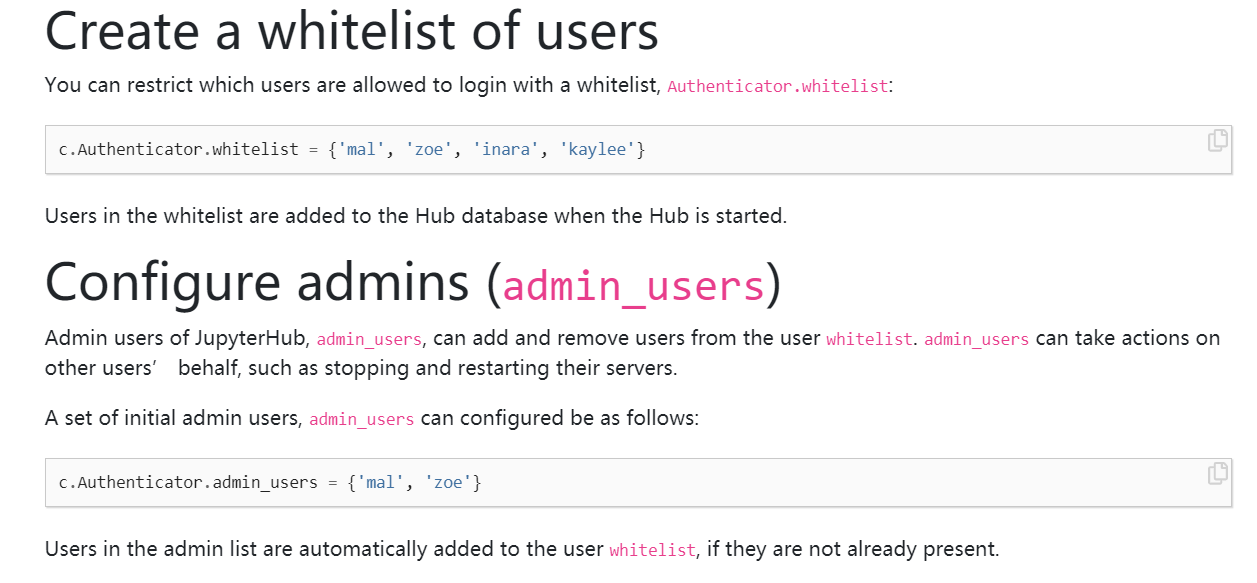 Create a whitelist of users
You can restrict which users are allowed to login with a whitelist, Authenticator.whitelist:
c.Authenticator.whitelist = {'mal', 'zoe', 'inara', 'kaylee'}
Users in the whitelist are added to the Hub database when the Hub is started.
Configure admins (admin_users)
Admin users of JupyterHub, admin_users, can add and remove users from the user whitelist. admin_users can take actions on
other users’ behalf, such as stopping and restarting their servers.
A set of initial admin users, admin_users can configured be as follows:
c.Authenticator.admin_users = {'mal', 'zoe'}
Users in the admin list are automatically added to the user whitelist, if they are not already present.